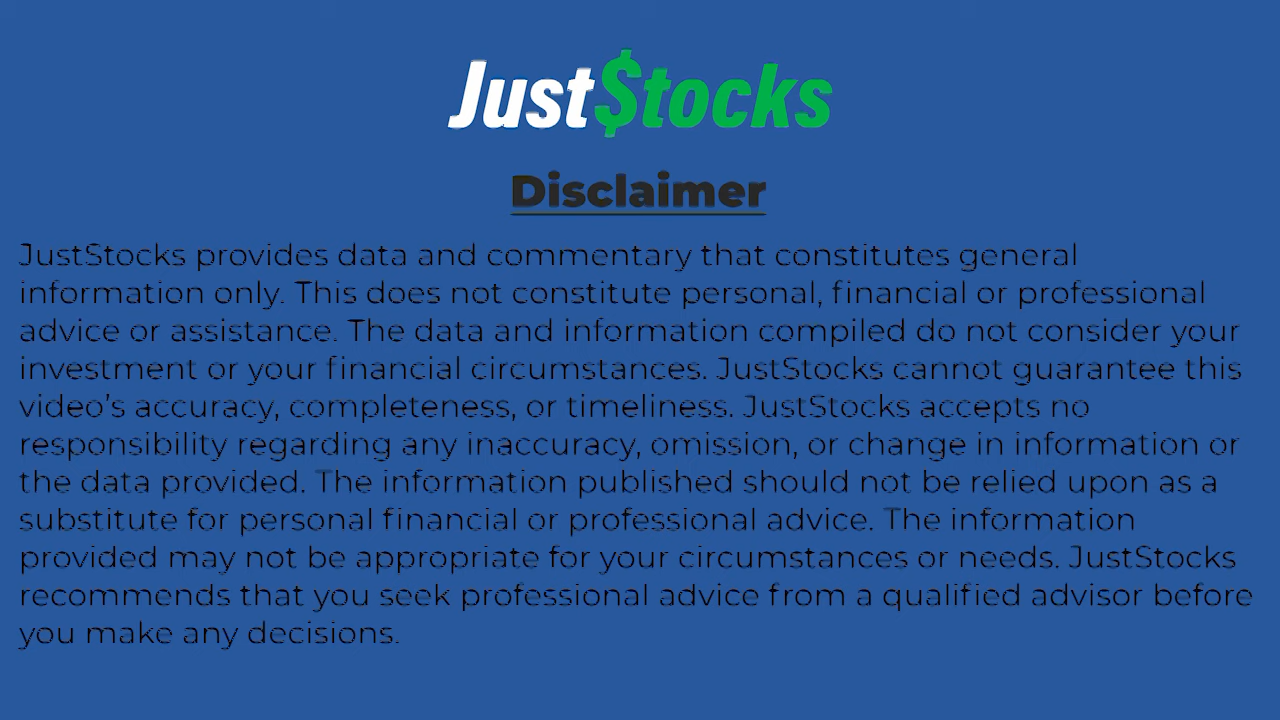 Just$tocks
Disclaimer
JustStocks provides data and commentary that constitutes general
information only. This does not constitute personal, financial or professional
advice or assistance. The data and information compiled do not consider your
investment or your financial circumstances. JustStocks cannot guarantee this
video’s accuracy, completeness, or timeliness. JustStocks accepts no
responsibility regarding any inaccuracy, omission, or change in information or
the data provided. The information published should not be relied upon as a
substitute for personal financial or professional advice. The information
provided may not be appropriate for your circumstances or needs. JustStocks
recommends that you seek professional advice from a qualified advisor before
you make any decisions.